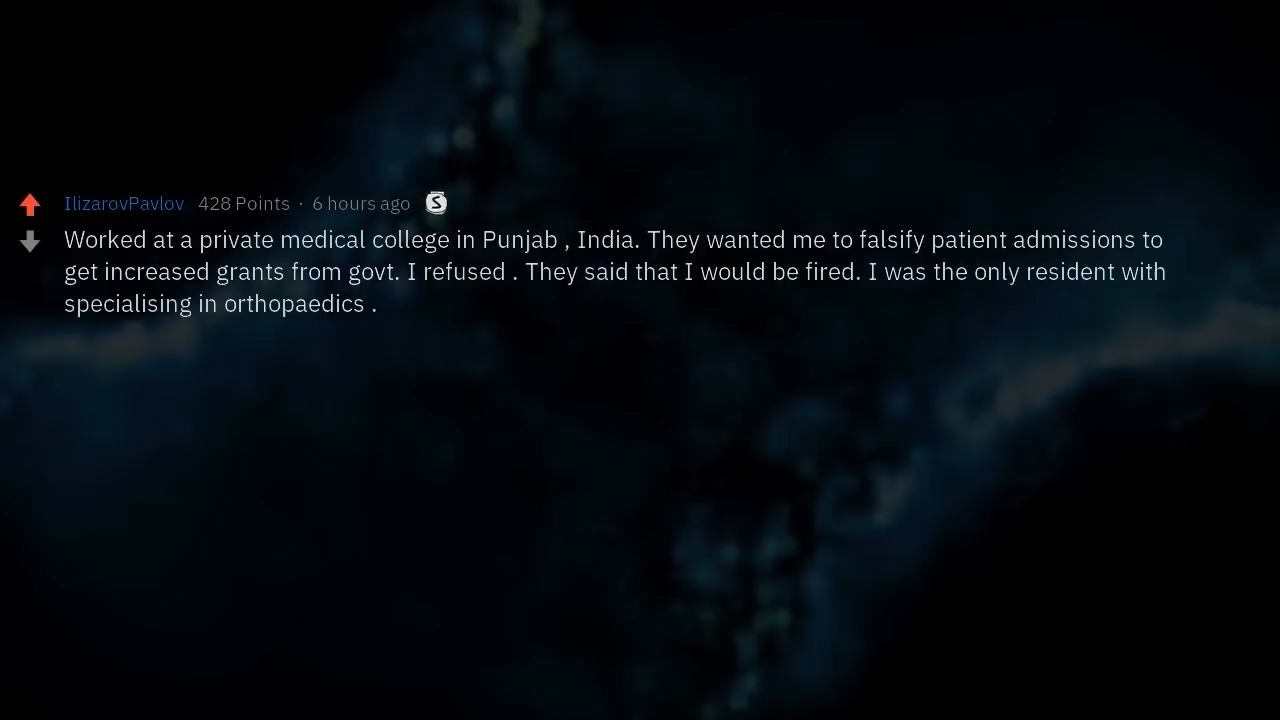 IlizarovPavlov 428 Points · 6 hours ago S
Worked at a private medical college in Punjab , India. They wanted me to falsify patient admissions to
get increased grants from govt. I refused . They said that I would be fired. I was the only resident with
specialising in orthopaedics .